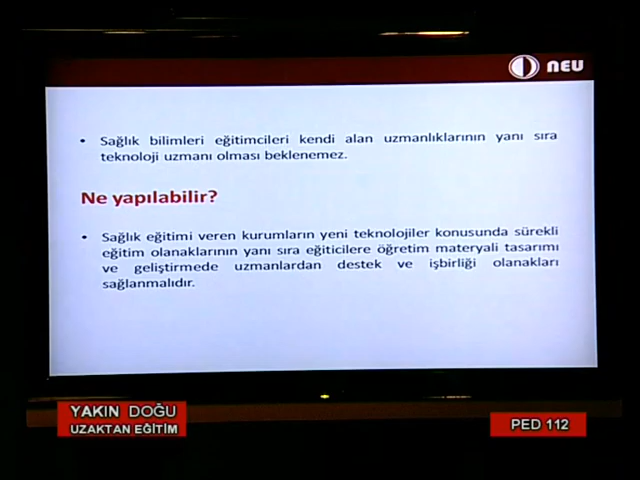 NEU
• Sağlık bilimleri eğitimcileri kendi alan uzmanlıklarının yanı sıra
teknoloji uzmanı olması beklenemez.
Ne yapılabilir?
• Sağlık eğitimi veren kurumların yeni teknolojiler konusunda sürekli
eğitim olanaklarının yanı sıra eğiticilere öğretim materyali tasarımı
ve geliştirmede uzmanlardan destek ve işbirliği olanakları
sağlanmalıdır.
YAKIN DOĞU
UZAKTAN EĞİTİM
PED 112